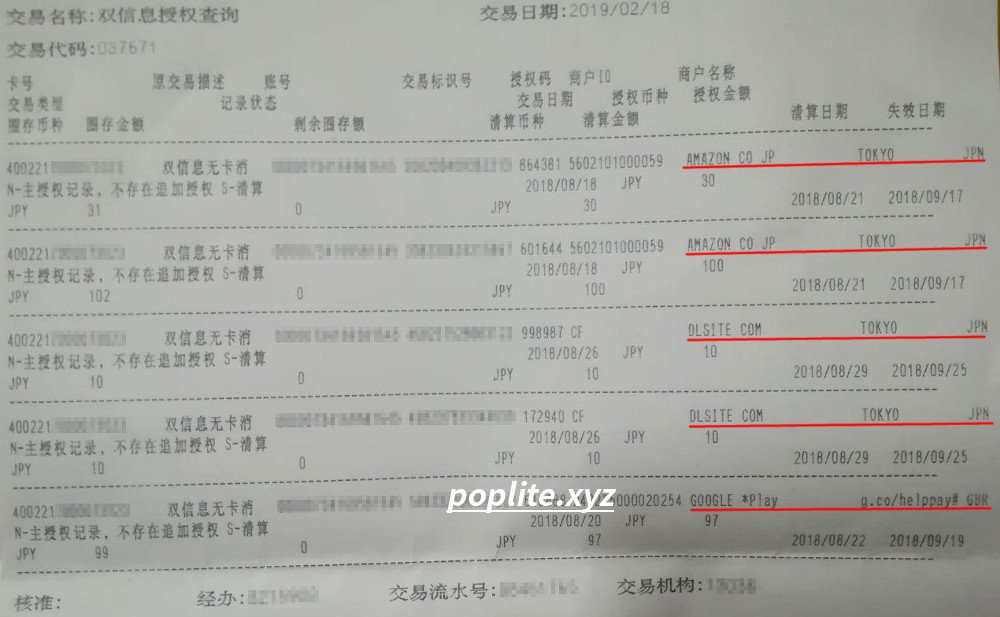 交易名称:双信息授权查询 交易日期:2019/02/18
交易代码:037671
卡号 原交易描述 账号 交易标识号 授权码 商户ID 商户名称
交易类型 记录状态 交易日期 授权币种 授权金额
圈存币种 圈存金额 剩余圈存额 清算币种 清算金额 清算日期 失效日期
400221 双信息无卡消 864381 5602101000059 AMAZON CO JP TOKYO JPN
N-主授权记录, 不存在追加授权 S-清算 2018/08/18 JPY 30
JPY 31 0 JPY 30 2018/08/21 2018/09/17
400221 双信息无卡消 601644 5602101000059 AMAZON CO JP TOKYO JPN
N-主授权记录, 不存在追加授权 S-清算 2018/08/18 JPY 100
JPY 102 0 JPY 100 2018/08/21 2018/09/17
400221 双信息无卡消 998987 CF DLSITE COM TOKYO JPN
N-主授权记录, 不存在追加授权 S-清算 2018/08/26 JPY 10
JPY 10 0 JPY 10 2018/08/29 2018/09/25
400221 双信息无卡消 172940 CF DLSITE COM TOKYO JPN
N-主授权记录, 不存在追加授权 S-清算 2018/08/26 JPY 10
JPY 10 0 JPY 10 2018/08/29 2018/09/25
poplite.xyz
400221 双信息无卡消 0000020254 GOOGLE *Play g.co/helppay# GBR
N-主授权记录, 不存在追加授权 S-清算 2018/08/20 JPY 97
JPY 99 0 JPY 97 2018/08/22 2018/09/19
核准: 经办: 交易流水号: 交易机构: